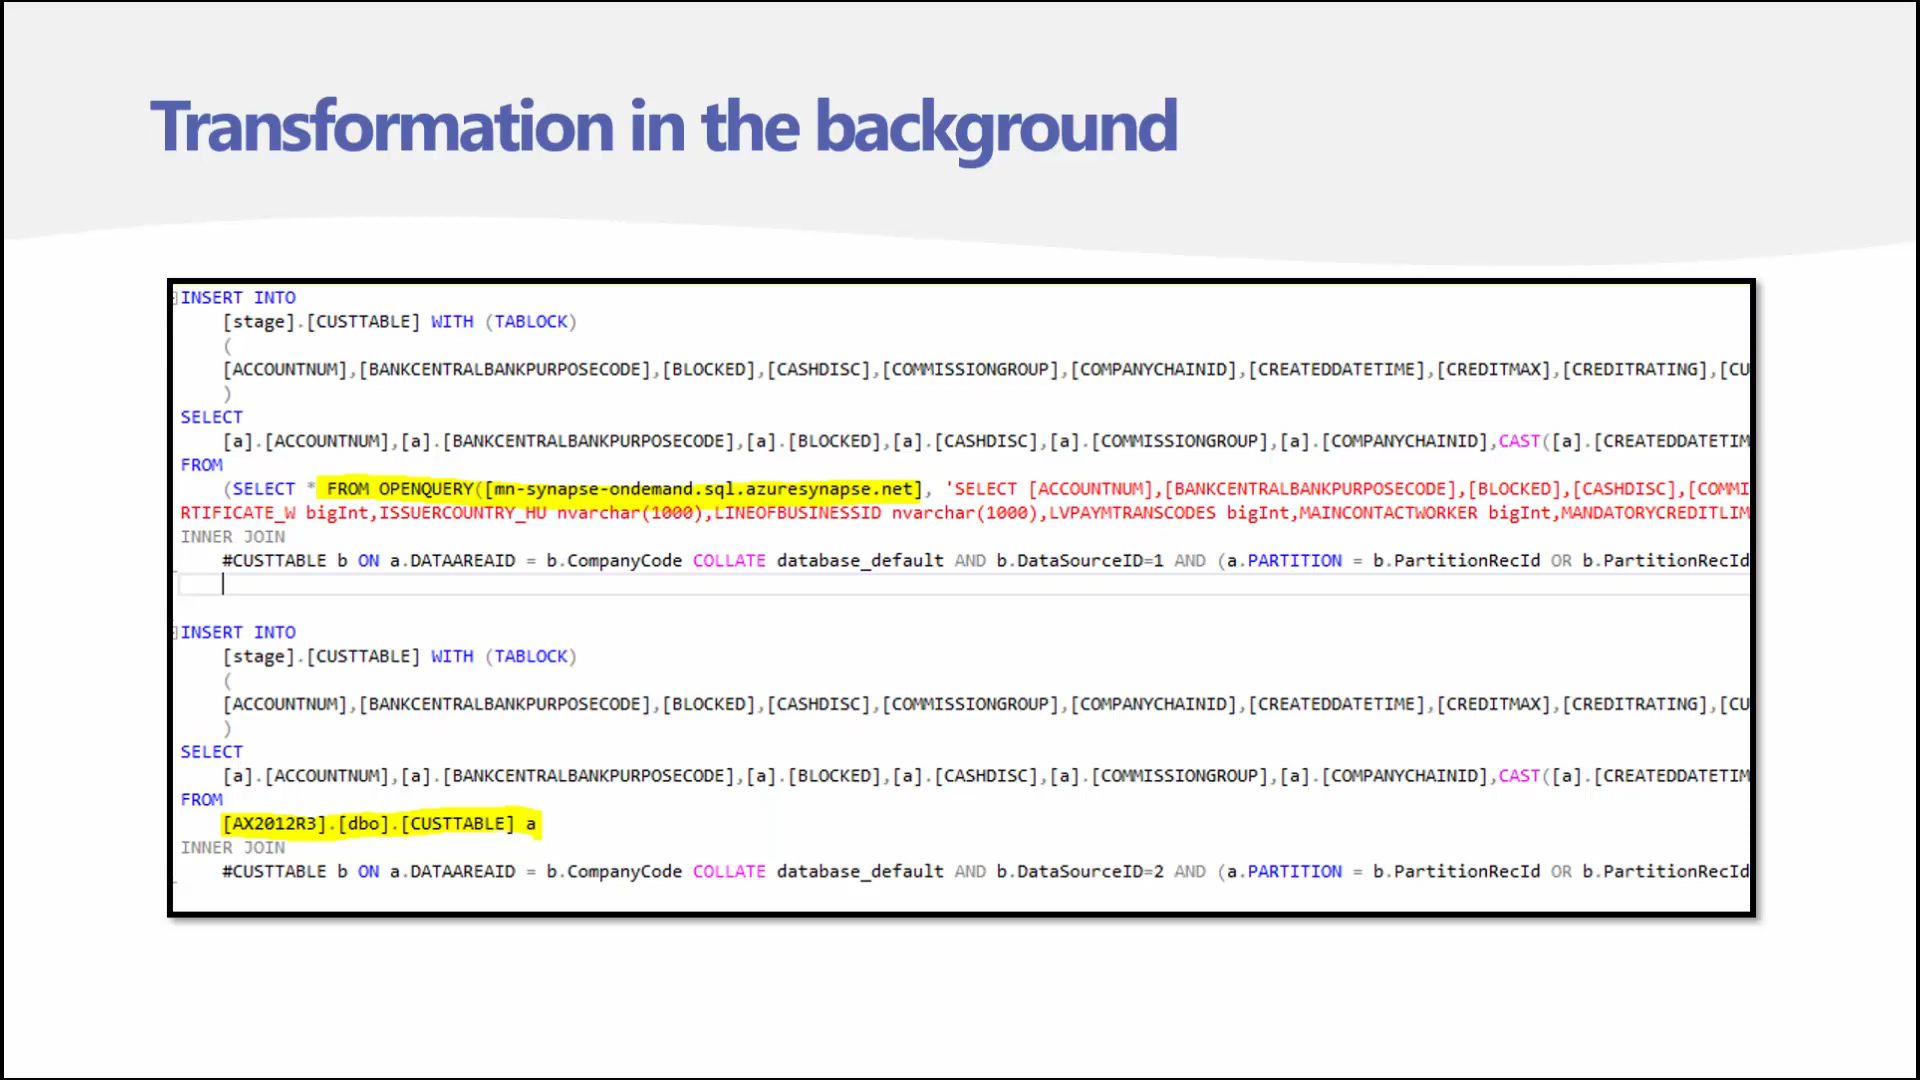 Transformation in the background
INSERT INTO
[stage].[CUSTTABLE] WITH (TABLOCK)
(
[ACCOUNTNUM],[BANKCENTRALBANKPURPOSECODE],[BLOCKED],[CASHDISC],[COMMISSIONGROUP],[COMPANYCHAINID],[CREATEDDATETIME],[CREDITMAX],[CREDITRATING],[CU
)
SELECT
[a].[ACCOUNTNUM],[a].[BANKCENTRALBANKPURPOSECODE],[a].[BLOCKED],[a].[CASHDISC],[a].[COMMISSIONGROUP],[a].[COMPANYCHAINID],CAST([a].[CREATEDDATETIM
FROM
(SELECT * FROM OPENQUERY([mn-synapse-ondemand.sql.azuresynapse.net], 'SELECT [ACCOUNTNUM],[BANKCENTRALBANKPURPOSECODE],[BLOCKED],[CASHDISC],[COMMI
RTIFICATE_W bigInt,ISSUERCOUNTRY_HU nvarchar(1000),LINEOFBUSINESSID nvarchar(1000),LVPAYMTRANSCODES bigInt,MAINCONTACTWORKER bigInt,MANDATORYCREDITLIM
INNER JOIN
#CUSTTABLE b ON a.DATAAREAID = b.CompanyCode COLLATE database_default AND b.DataSourceID=1 AND (a.PARTITION = b.PartitionRecId OR b.PartitionRecId
INSERT INTO
[stage].[CUSTTABLE] WITH (TABLOCK)
(
[ACCOUNTNUM],[BANKCENTRALBANKPURPOSECODE],[BLOCKED],[CASHDISC],[COMMISSIONGROUP],[COMPANYCHAINID],[CREATEDDATETIME],[CREDITMAX],[CREDITRATING],[CU
)
SELECT
[a].[ACCOUNTNUM],[a].[BANKCENTRALBANKPURPOSECODE],[a].[BLOCKED],[a].[CASHDISC],[a].[COMMISSIONGROUP],[a].[COMPANYCHAINID],CAST([a].[CREATEDDATETIM
FROM
[AX2012R3].[dbo].[CUSTTABLE] a
INNER JOIN
#CUSTTABLE b ON a.DATAAREAID = b.CompanyCode COLLATE database_default AND b.DataSourceID=2 AND (a.PARTITION = b.PartitionRecId OR b.PartitionRecId